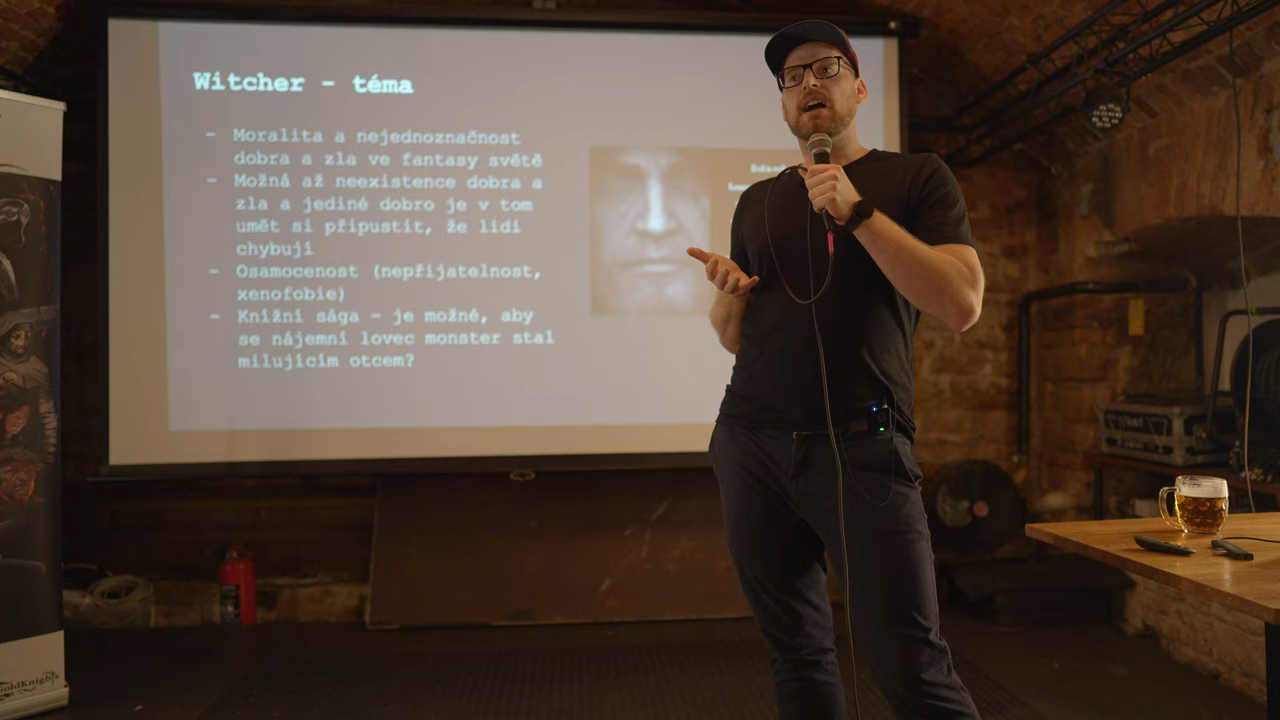 Witcher - téma
- Moralita a nejednoznačnost
dobra a zla ve fantasy světě
- Možná až neexistence dobra a
zla a jediné dobro je v tom
umět si připustit, že lidi
chybují
- Osamocenost (nepřijatelnost,
xenofobie)
- Knižní sága - je možné, aby
se nájemní lovec monster stal
milujícím otcem?